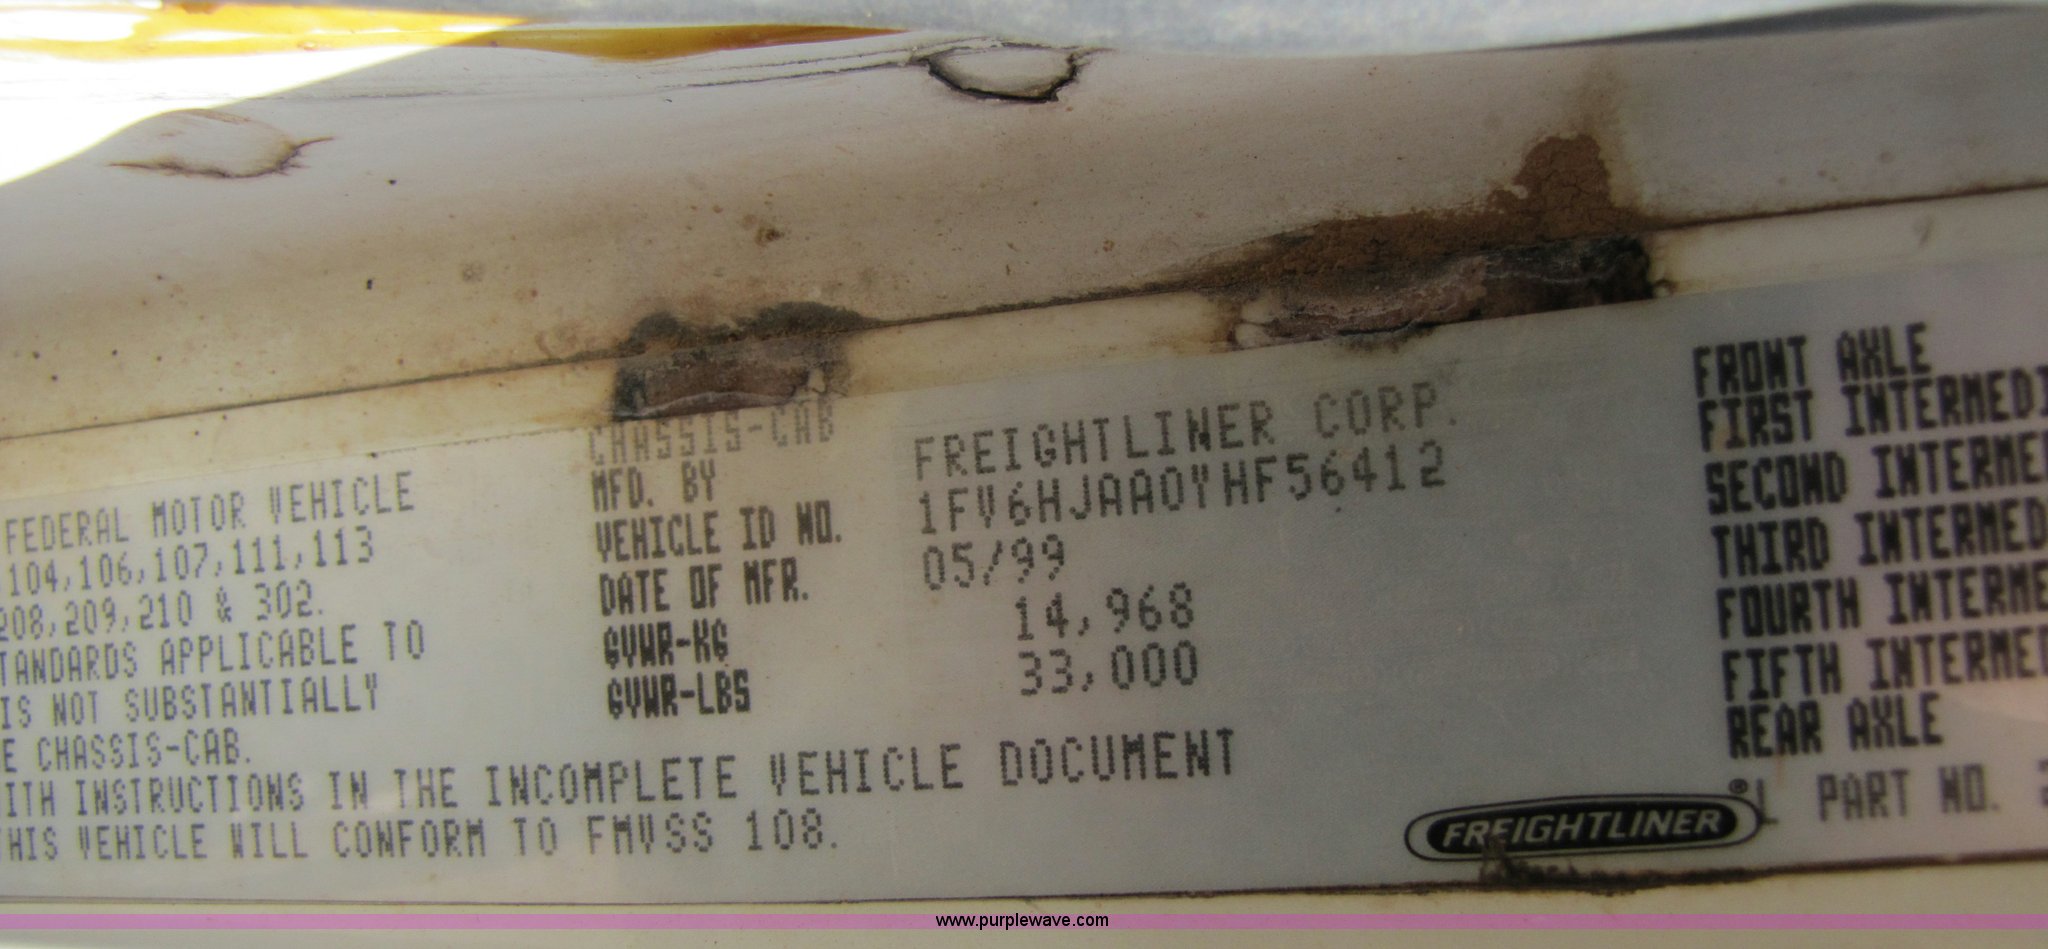 FEDERAL MOTOR VEHICLE
104,106,107,111,113
208,209,210 & 302.
TANDARDS APPLICABLE TO
IS NOT SUBSTANTIALLY
E CHASSIS-CAB.
WITH INSTRUCTIONS IN THE INCOMPLETE VEHICLE DOCUMENT
THIS VEHICLE WILL CONFORM TO FMVSS 108.
CHASSIS-CAB
MFD. BY FREIGHTLINER CORP.
VEHICLE ID NO. 1FV6HJAA0YHF56412
DATE OF MFR. 05/99
GVWR-KG 14,968
GVWR-LBS 33,000
FRONT AXLE
FIRST INTERMEDI
SECOND INTERME
THIRD INTERMED
FOURTH INTERME
FIFTH INTERMED
REAR AXLE
FREIGHTLINER®
PART NO.
www.purplewave.com